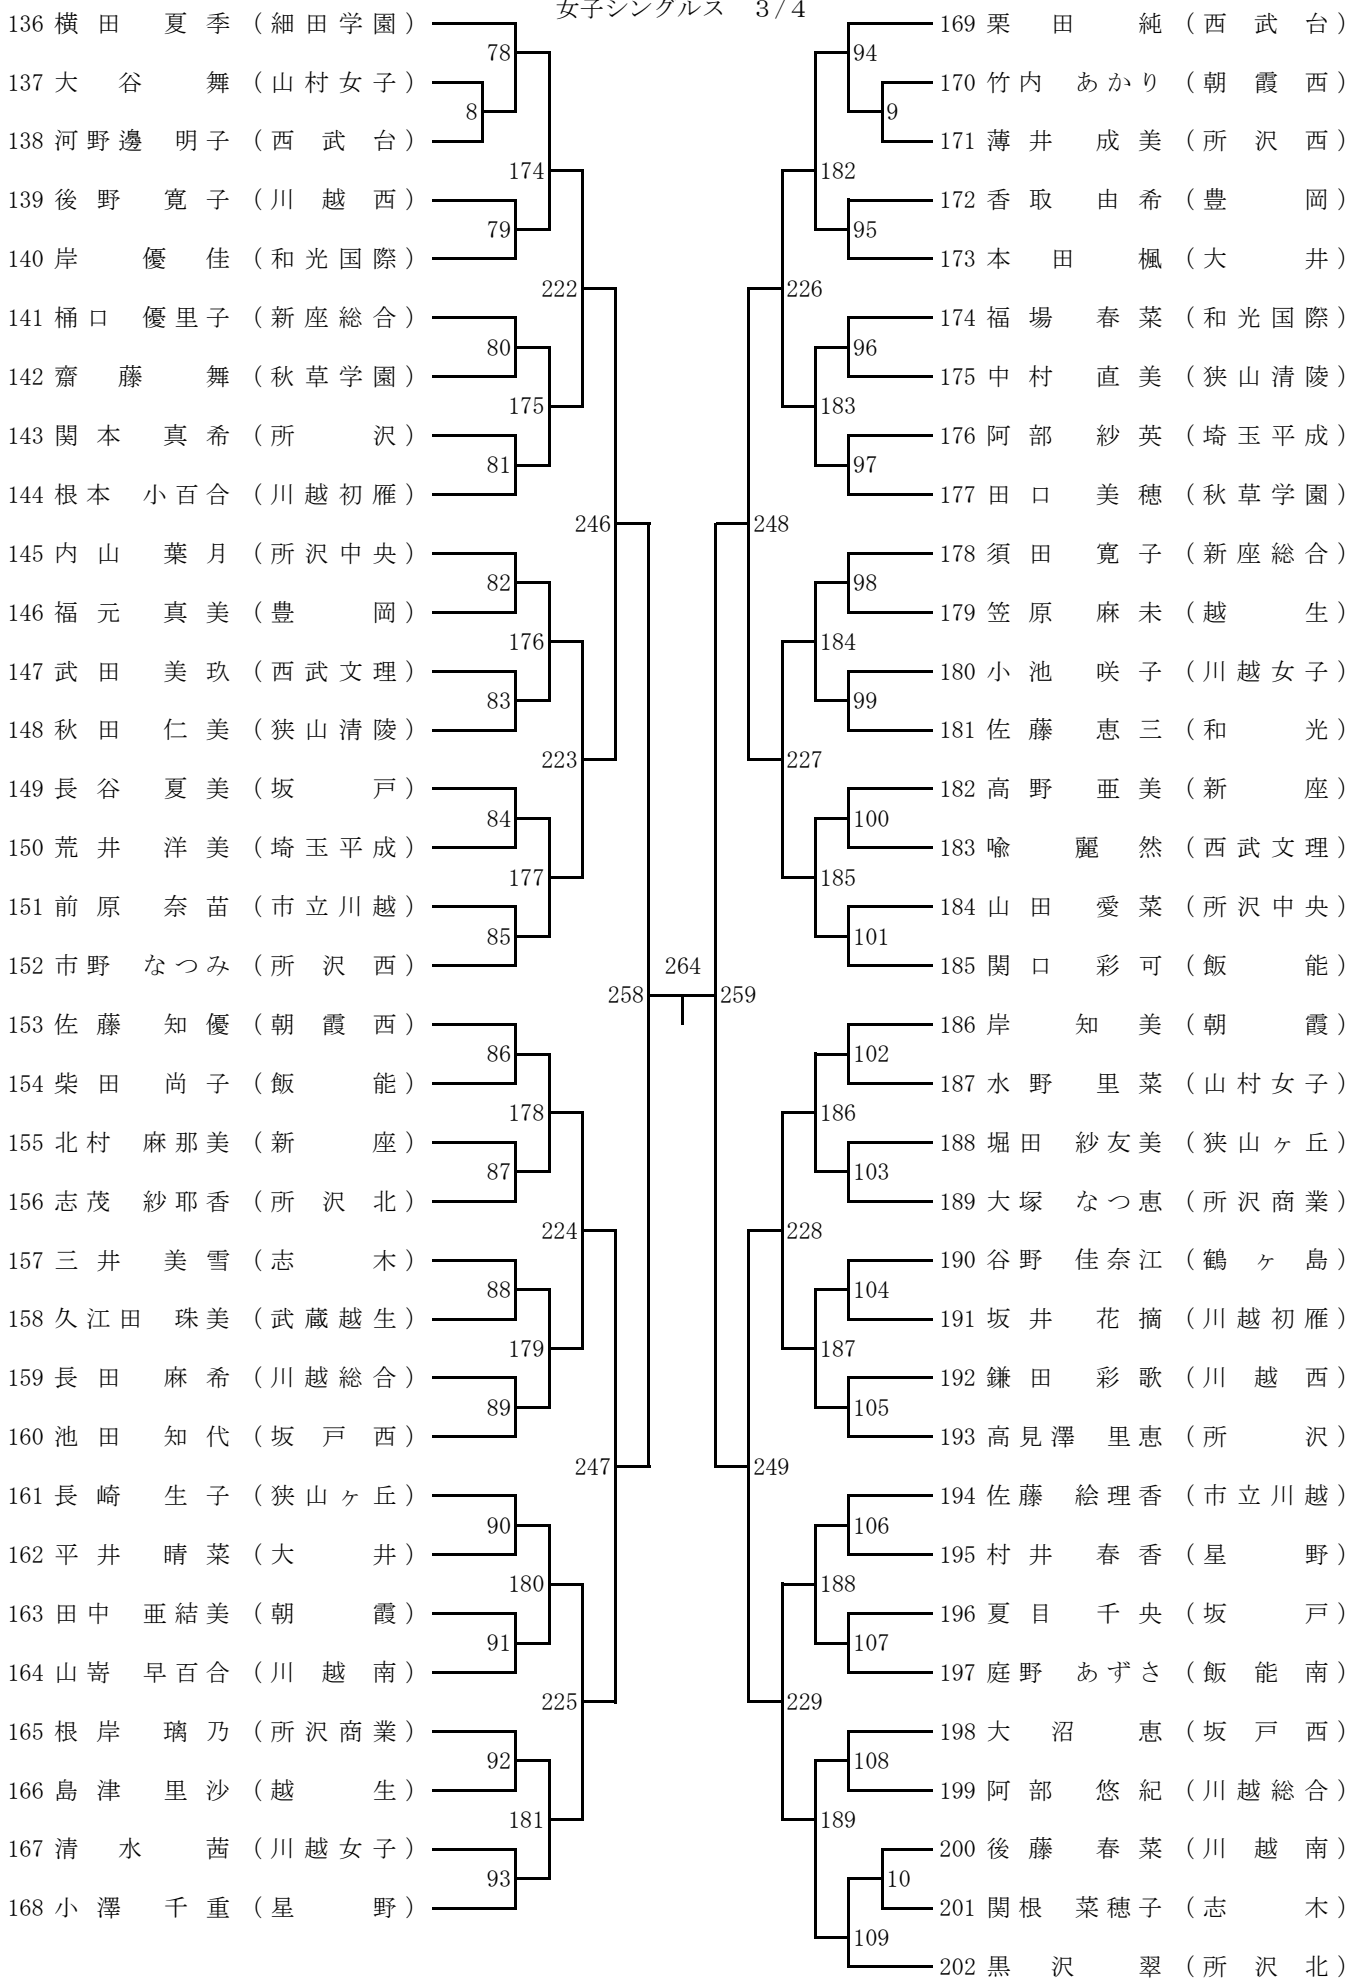 女子シングルス 3/4
136 横田 夏季 (細田学園)
78
137 大谷 舞 (山村女子)
8
138 河野邊 明子 (西武台)
174
139 後野 寛子 (川越西)
79
140 岸 優佳 (和光国際)
222
141 桶口 優里子 (新座総合)
80
142 齋藤 舞 (秋草学園)
175
143 関本 真希 (所沢)
81
144 根本 小百合 (川越初雁)
246
145 内山 葉月 (所沢中央)
82
146 福元 真美 (豊岡)
176
147 武田 美玖 (西武文理)
83
148 秋田 仁美 (狭山清陵)
223
149 長谷 夏美 (坂戸)
84
150 荒井 洋美 (埼玉平成)
177
151 前原 奈苗 (市立川越)
85
152 市野 なつみ (所沢西)
258
153 佐藤 知優 (朝霞西)
86
154 柴田 尚子 (飯能)
178
155 北村 麻那美 (新座)
87
156 志茂 紗耶香 (所沢北)
224
157 三井 美雪 (志木)
88
158 久江田 珠美 (武蔵越生)
179
159 長田 麻希 (川越総合)
89
160 池田 知代 (坂戸西)
247
161 長崎 生子 (狭山ヶ丘)
90
162 平井 晴菜 (大井)
180
163 田中 亜結美 (朝霞)
91
164 山嵜 早百合 (川越南)
225
165 根岸 璃乃 (所沢商業)
92
166 島津 里沙 (越生)
181
167 清水 茜 (川越女子)
93
168 小澤 千重 (星野)
264
169 栗田 純 (西武台)
94
170 竹内 あかり (朝霞西)
9
171 薄井 成美 (所沢西)
182
172 香取 由希 (豊岡)
95
173 本田 楓 (大井)
226
174 福場 春菜 (和光国際)
96
175 中村 直美 (狭山清陵)
183
176 阿部 紗英 (埼玉平成)
97
177 田口 美穂 (秋草学園)
248
178 須田 寛子 (新座総合)
98
179 笠原 麻未 (越生)
184
180 小池 咲子 (川越女子)
99
181 佐藤 恵三 (和光)
227
182 高野 亜美 (新座)
100
183 喩 麗然 (西武文理)
185
184 山田 愛菜 (所沢中央)
101
185 関口 彩可 (飯能)
259
186 岸 知美 (朝霞)
102
187 水野 里菜 (山村女子)
186
188 堀田 紗友美 (狭山ヶ丘)
103
189 大塚 なつ恵 (所沢商業)
228
190 谷野 佳奈江 (鶴ヶ島)
104
191 坂井 花摘 (川越初雁)
187
192 鎌田 彩歌 (川越西)
105
193 高見澤 里恵 (所沢)
249
194 佐藤 絵理香 (市立川越)
106
195 村井 春香 (星野)
188
196 夏目 千央 (坂戸)
107
197 庭野 あずさ (飯能南)
229
198 大沼 恵 (坂戸西)
108
199 阿部 悠紀 (川越総合)
189
200 後藤 春菜 (川越南)
10
201 関根 菜穂子 (志木)
109
202 黒沢 翠 (所沢北)